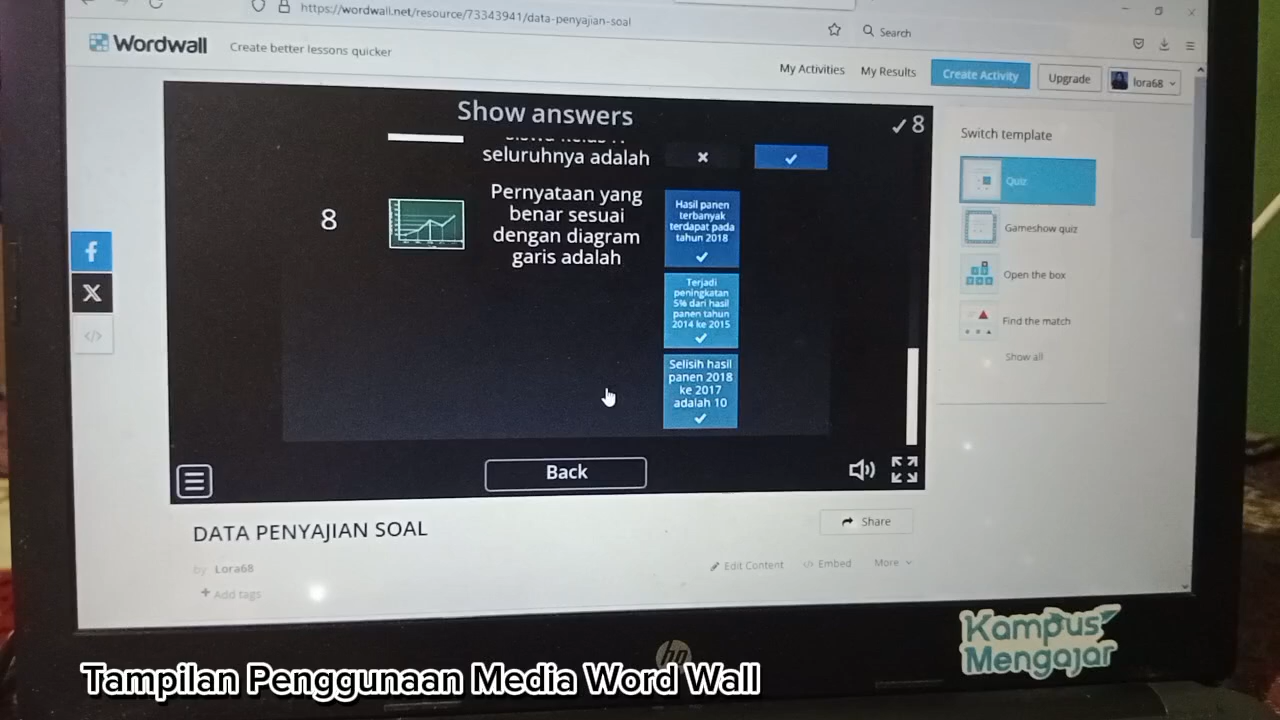 https://wordwall.net/resource/73343941/data-penyajian-soal
Search
Wordwall
Create better lessons quicker
My Activities
My Results
Create Activity
Upgrade
lora68
Show answers
8
seluruhnya adalah
8
Pernyataan yang
benar sesuai
dengan diagram
garis adalah
Hasil panen
terbanyak
terdapat pada
tahun 2018
Terjadi
peningkatan
5% dari hasil
panen tahun
2014 ke 2015
Selisih hasil
panen 2018
ke 2017
adalah 10
Back
Switch template
Quiz
Gameshow quiz
Open the box
Find the match
Show all
DATA PENYAJIAN SOAL
Share
by Lora68
Edit Content
Embed
More
+ Add tags
hp
Kampus
Mengajar
Tampilan Penggunaan Media Word Wall